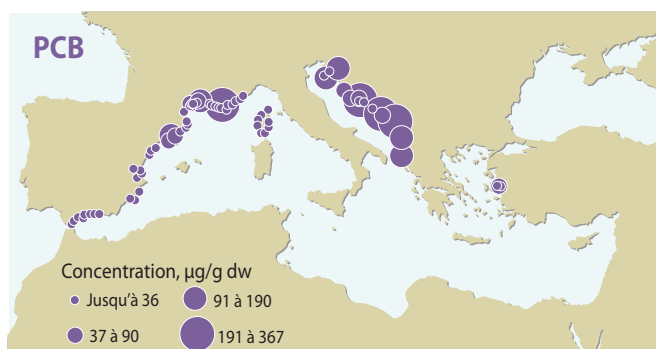 PCB
Concentration, µg/g dw
Jusqu'à 36
91 à 190
37 à 90
191 à 367